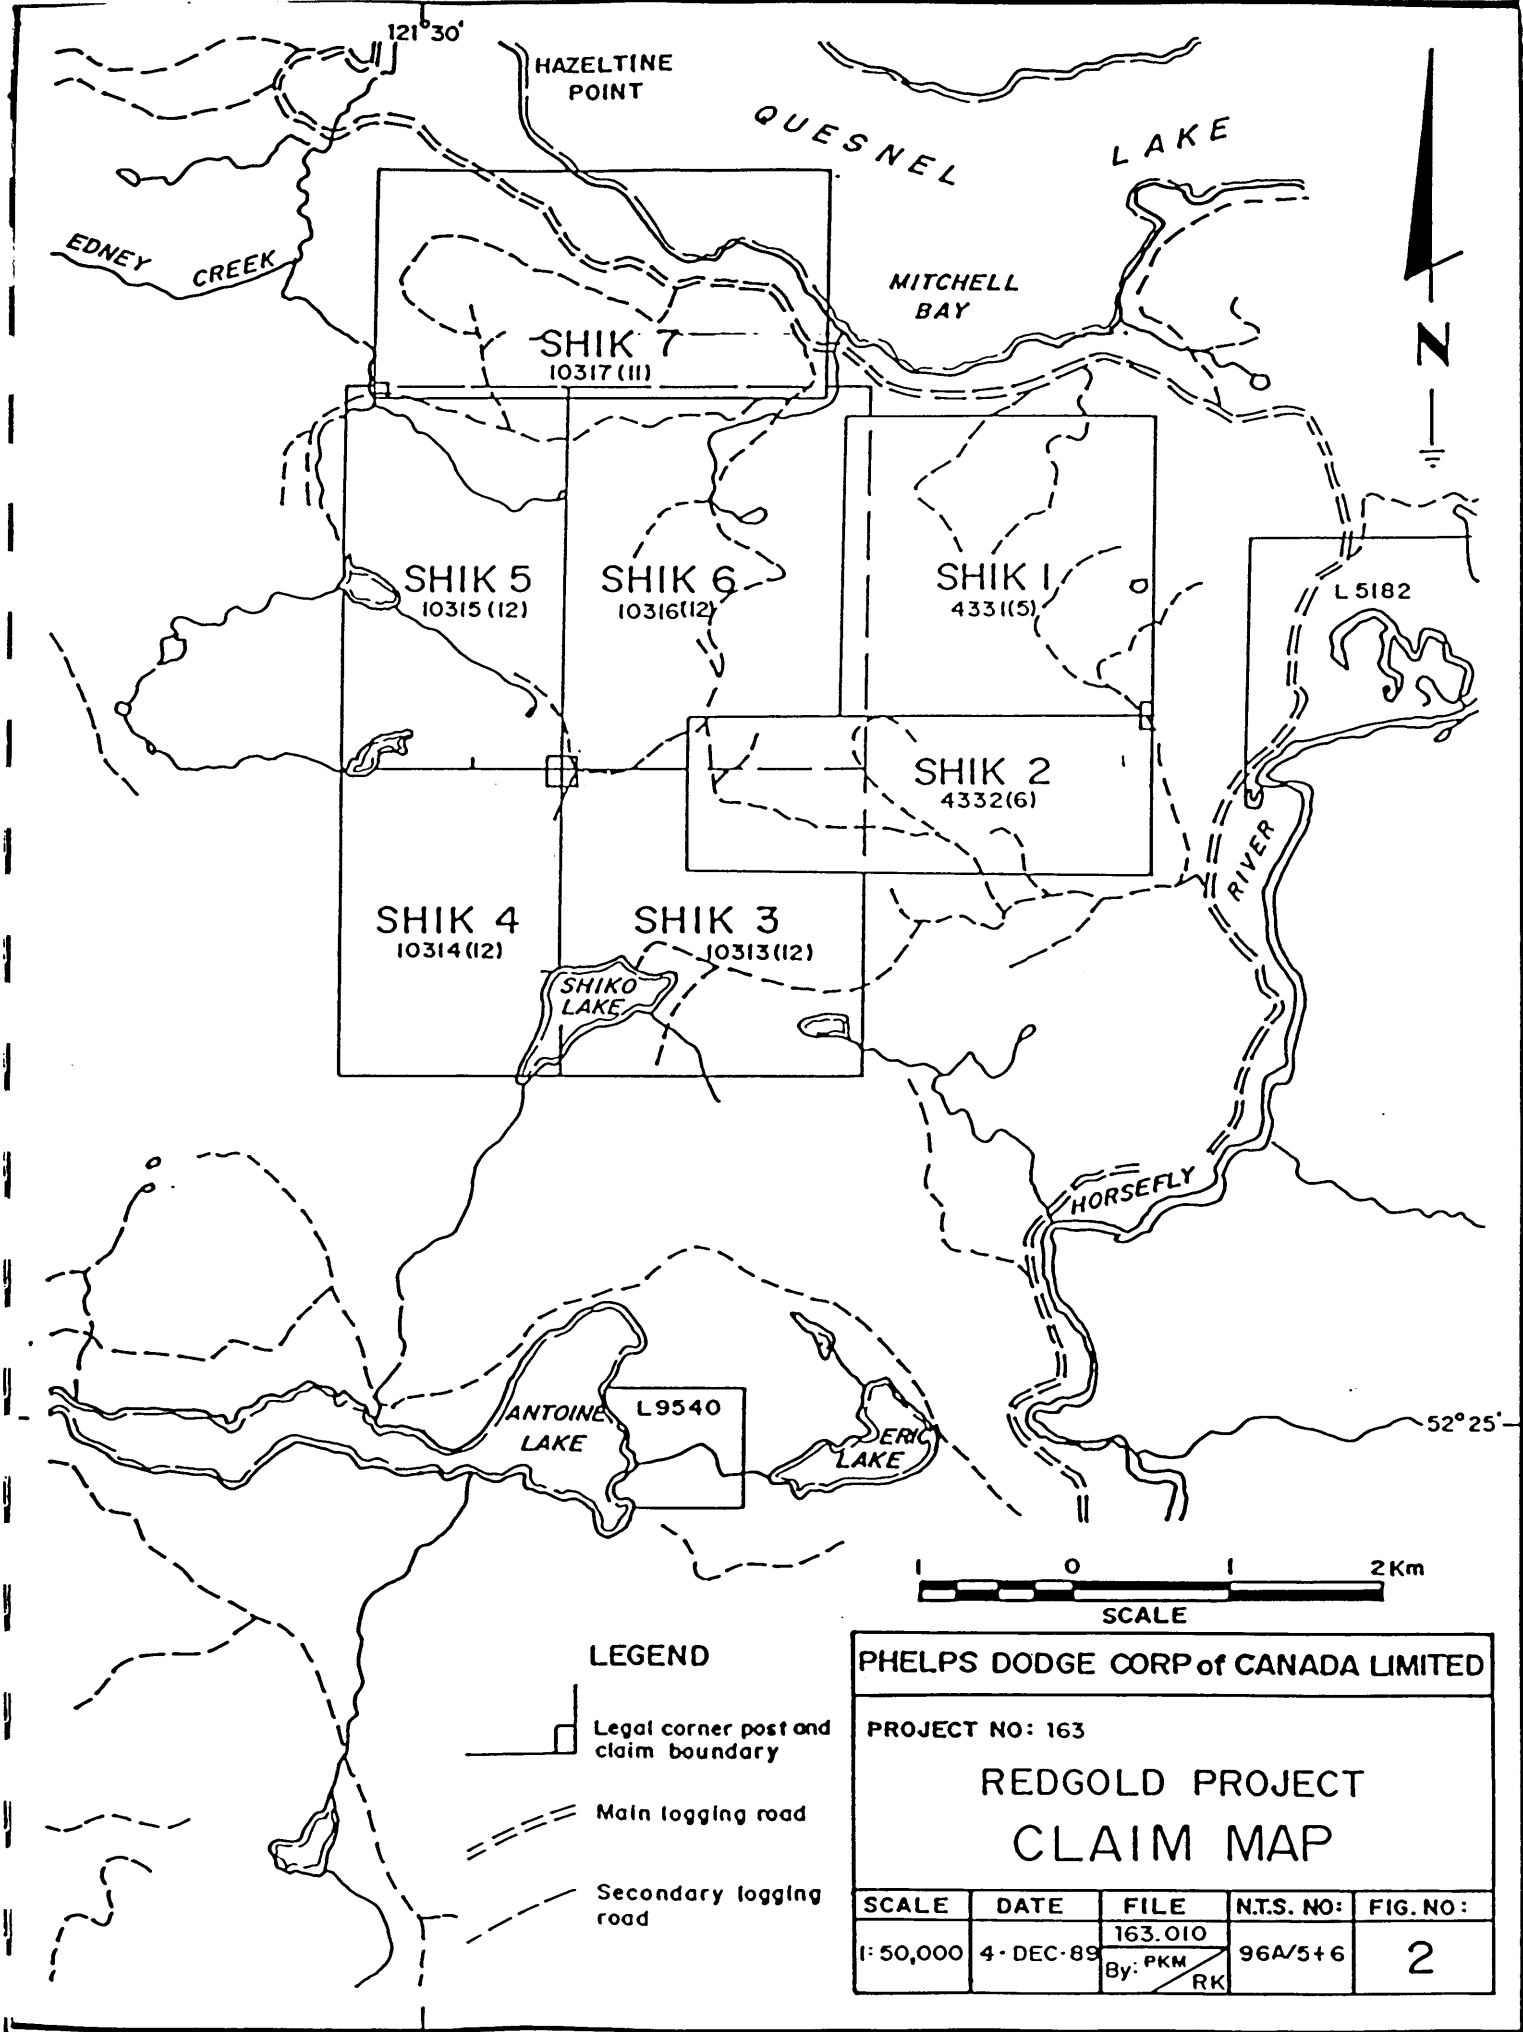 121°30'
HAZELTINE
POINT
QUESNEL LAKE
EDNEY CREEK
MITCHELL
BAY
N
SHIK 7
10317(11)
SHIK 5
10315(12)
SHIK 6
10316(12)
SHIK 1
4331(5)
L 5182
SHIK 2
4332(6)
RIVER
SHIK 4
10314(12)
SHIK 3
10313(12)
SHIKO
LAKE
HORSEFLY
ANTOINE
LAKE
L9540
ERIC
LAKE
52°25'
1 0 1 2 Km
SCALE
LEGEND
Legal corner post and
claim boundary
Main logging road
Secondary logging
road
PHELPS DODGE CORP of CANADA LIMITED
PROJECT NO: 163
REDGOLD PROJECT
CLAIM MAP
SCALE DATE FILE N.T.S. NO: FIG. NO:
1:50,000 4·DEC·89 163.010 96A/5+6 2
By: PKM RK